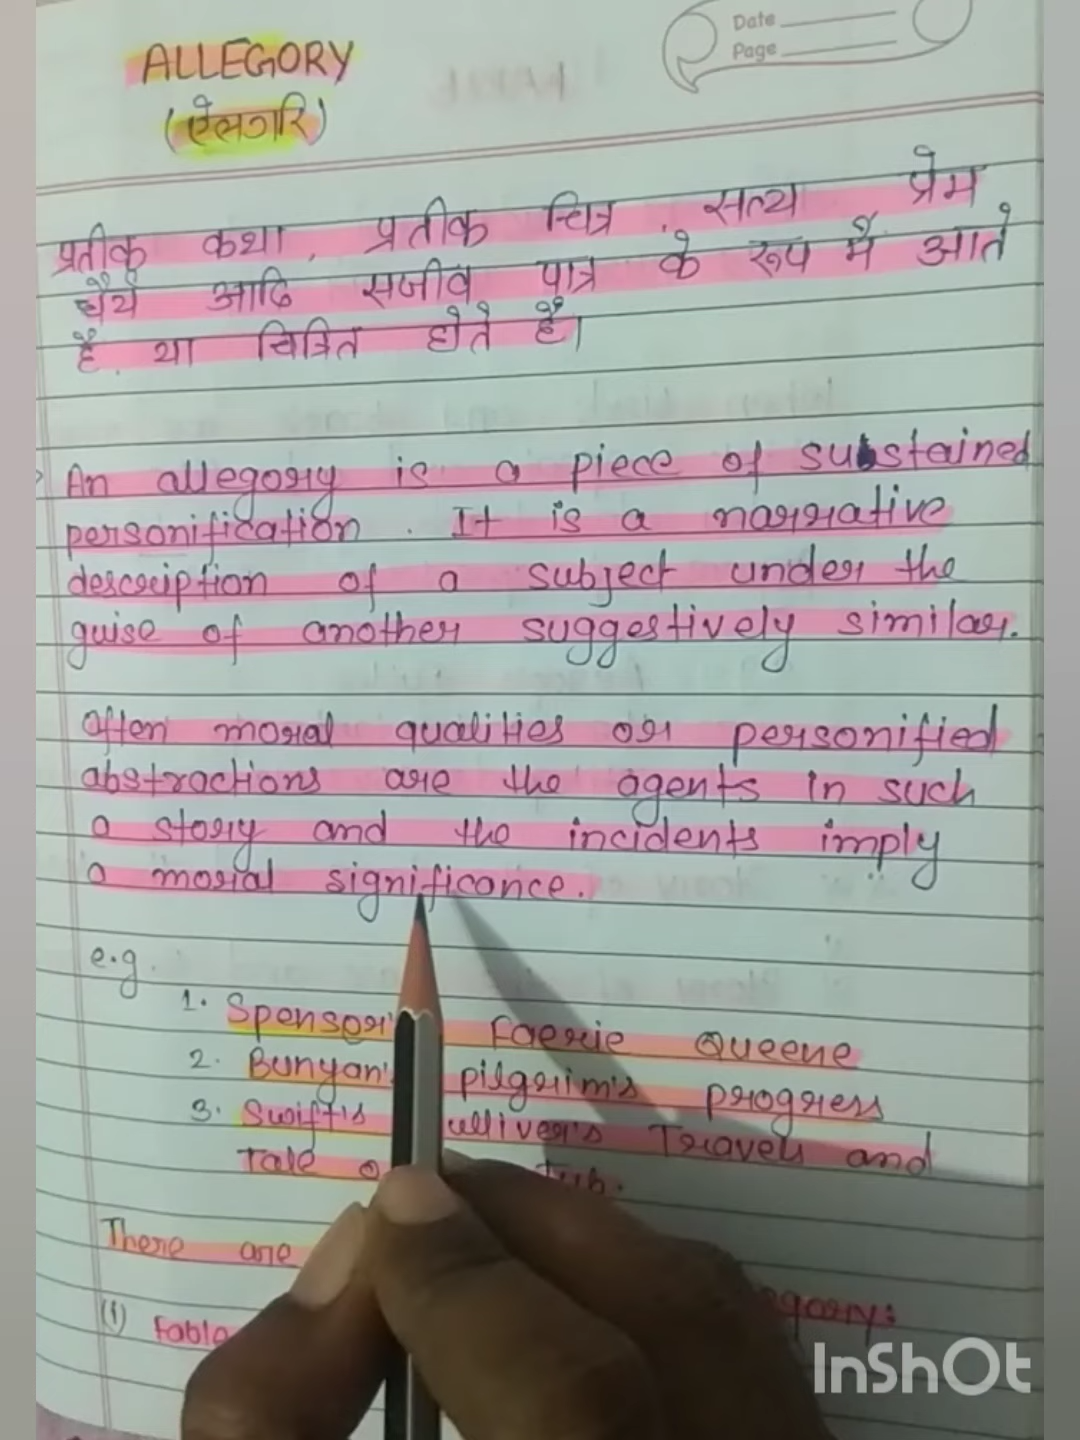 Date
Page
ALLEGORY
(ऐलगरि)
प्रतीक कथा, प्रतीक चित्र, सत्य प्रेम
धैर्य आदि सजीव पात्र के रूप में आते
हैं या चित्रित होते हैं।
An allegory is a piece of sustained
personification. It is a narrative
description of a subject under the
guise of another suggestively similar.
Often moral qualities or personified
abstractions are the agents in such
a story and the incidents imply
a moral significance.
e.g.
1. Spenser' Faerie Queene
2. Bunyan's pilgrim's progress
3. Swift's ulliver's Travels and
Tale o tub.
There are
(i) Fable
InShOt